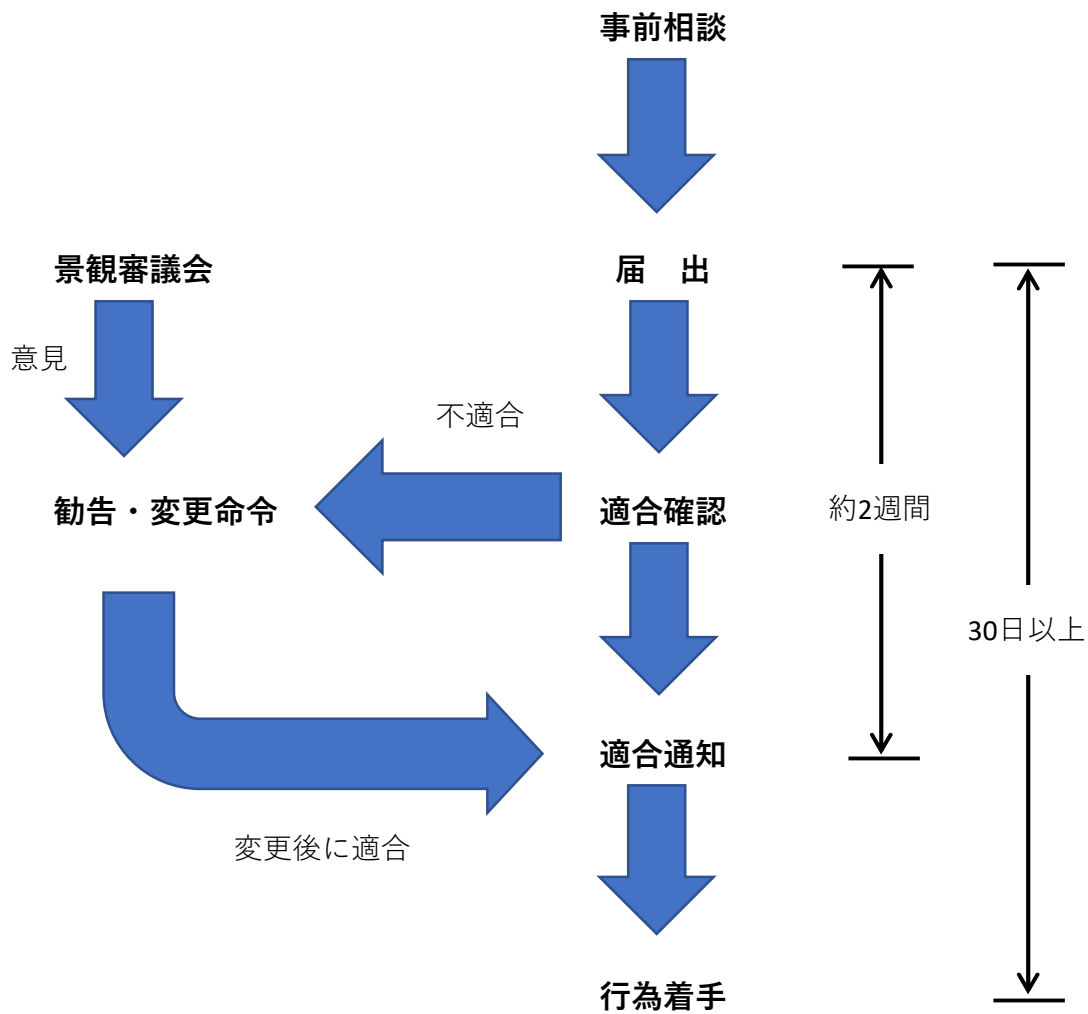 事前相談
景観審議会
届　出
意見
不適合
勧告・変更命令
適合確認
約2週間
30日以上
適合通知
変更後に適合
行為着手